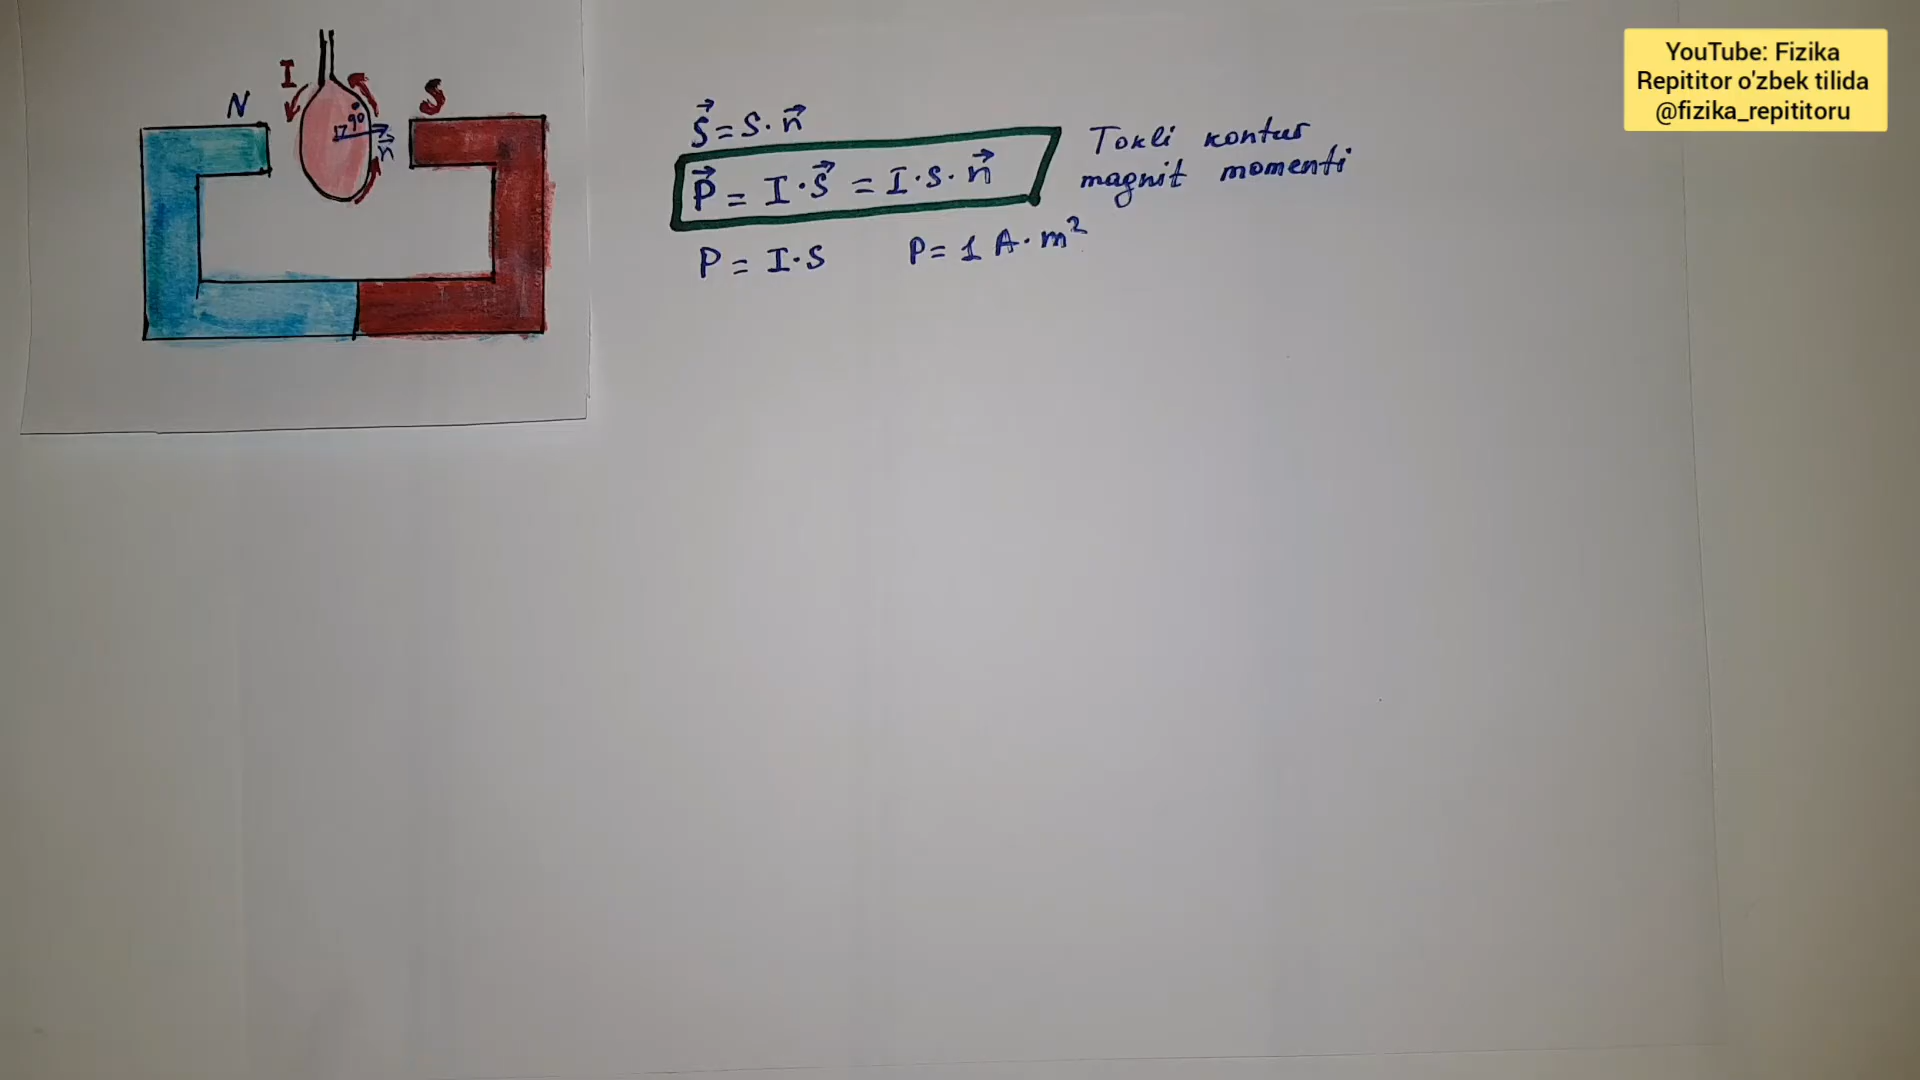 N
I
90°
n⃗
S
S⃗ = S · n⃗
P⃗ = I · S⃗ = I · S · n⃗
Tokli kontur
magnit momenti
P = I · S
P = 1 A · m²
YouTube: Fizika
Repititor o'zbek tilida
@fizika_repititoru